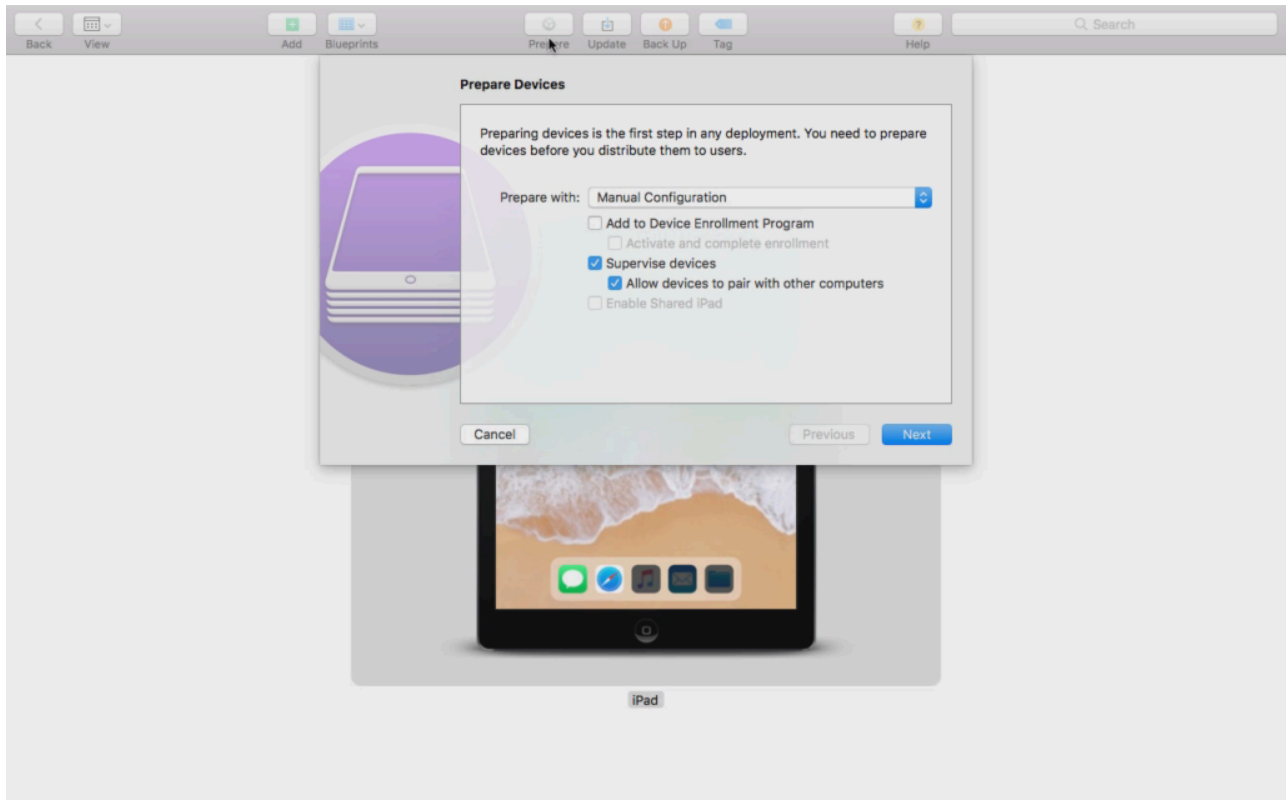 Back
View
Add
Blueprints
Prepare
Update
Back Up
Tag
Help
Search
Prepare Devices
Preparing devices is the first step in any deployment. You need to prepare
devices before you distribute them to users.
Prepare with: Manual Configuration
Add to Device Enrollment Program
Activate and complete enrollment
Supervise devices
Allow devices to pair with other computers
Enable Shared iPad
Cancel
Previous
Next
iPad